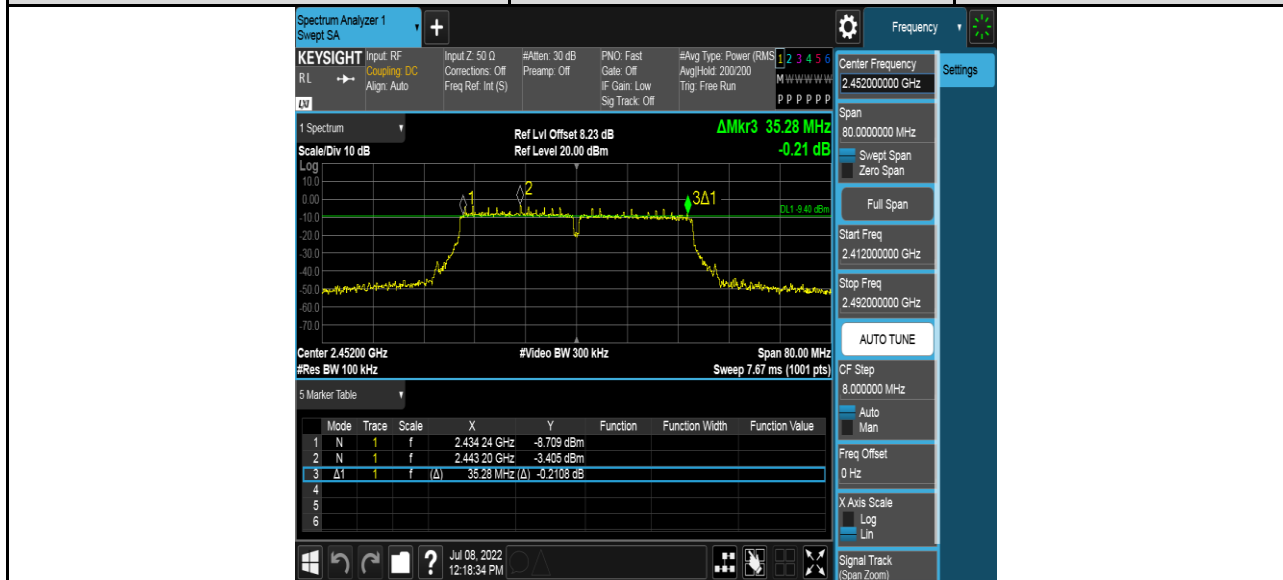 Spectrum Analyzer 1
Swept SA
+
Frequency
KEYSIGHT
RL
LXI
Input: RF
Coupling: DC
Align: Auto
Input Z: 50 Ω
Corrections: Off
Freq Ref: Int (S)
#Atten: 30 dB
Preamp: Off
PNO: Fast
Gate: Off
IF Gain: Low
Sig Track: Off
#Avg Type: Power (RMS
Avg|Hold: 200/200
Trig: Free Run
1 2 3 4 5 6
M W W W W W
P P P P P P
1 Spectrum
Scale/Div 10 dB
Ref Lvl Offset 8.23 dB
Ref Level 20.00 dBm
ΔMkr3 35.28 MHz
-0.21 dB
Log
10.0
0.00
-10.0
-20.0
-30.0
-40.0
-50.0
-60.0
-70.0
1
2
3Δ1
DL1 -9.40 dBm
Center 2.45200 GHz
#Video BW 300 kHz
Span 80.00 MHz
#Res BW 100 kHz
Sweep 7.67 ms (1001 pts)
5 Marker Table
Mode Trace Scale X Y Function Function Width Function Value
1 N 1 f 2.434 24 GHz -8.709 dBm
2 N 1 f 2.443 20 GHz -3.405 dBm
3 Δ1 1 f (Δ) 35.28 MHz (Δ) -0.2108 dB
4
5
6
?
Jul 08, 2022
12:18:34 PM
Center Frequency
2.452000000 GHz
Settings
Span
80.0000000 MHz
Swept Span
Zero Span
Full Span
Start Freq
2.412000000 GHz
Stop Freq
2.492000000 GHz
AUTO TUNE
CF Step
8.000000 MHz
Auto
Man
Freq Offset
0 Hz
X Axis Scale
Log
Lin
Signal Track
(Span Zoom)